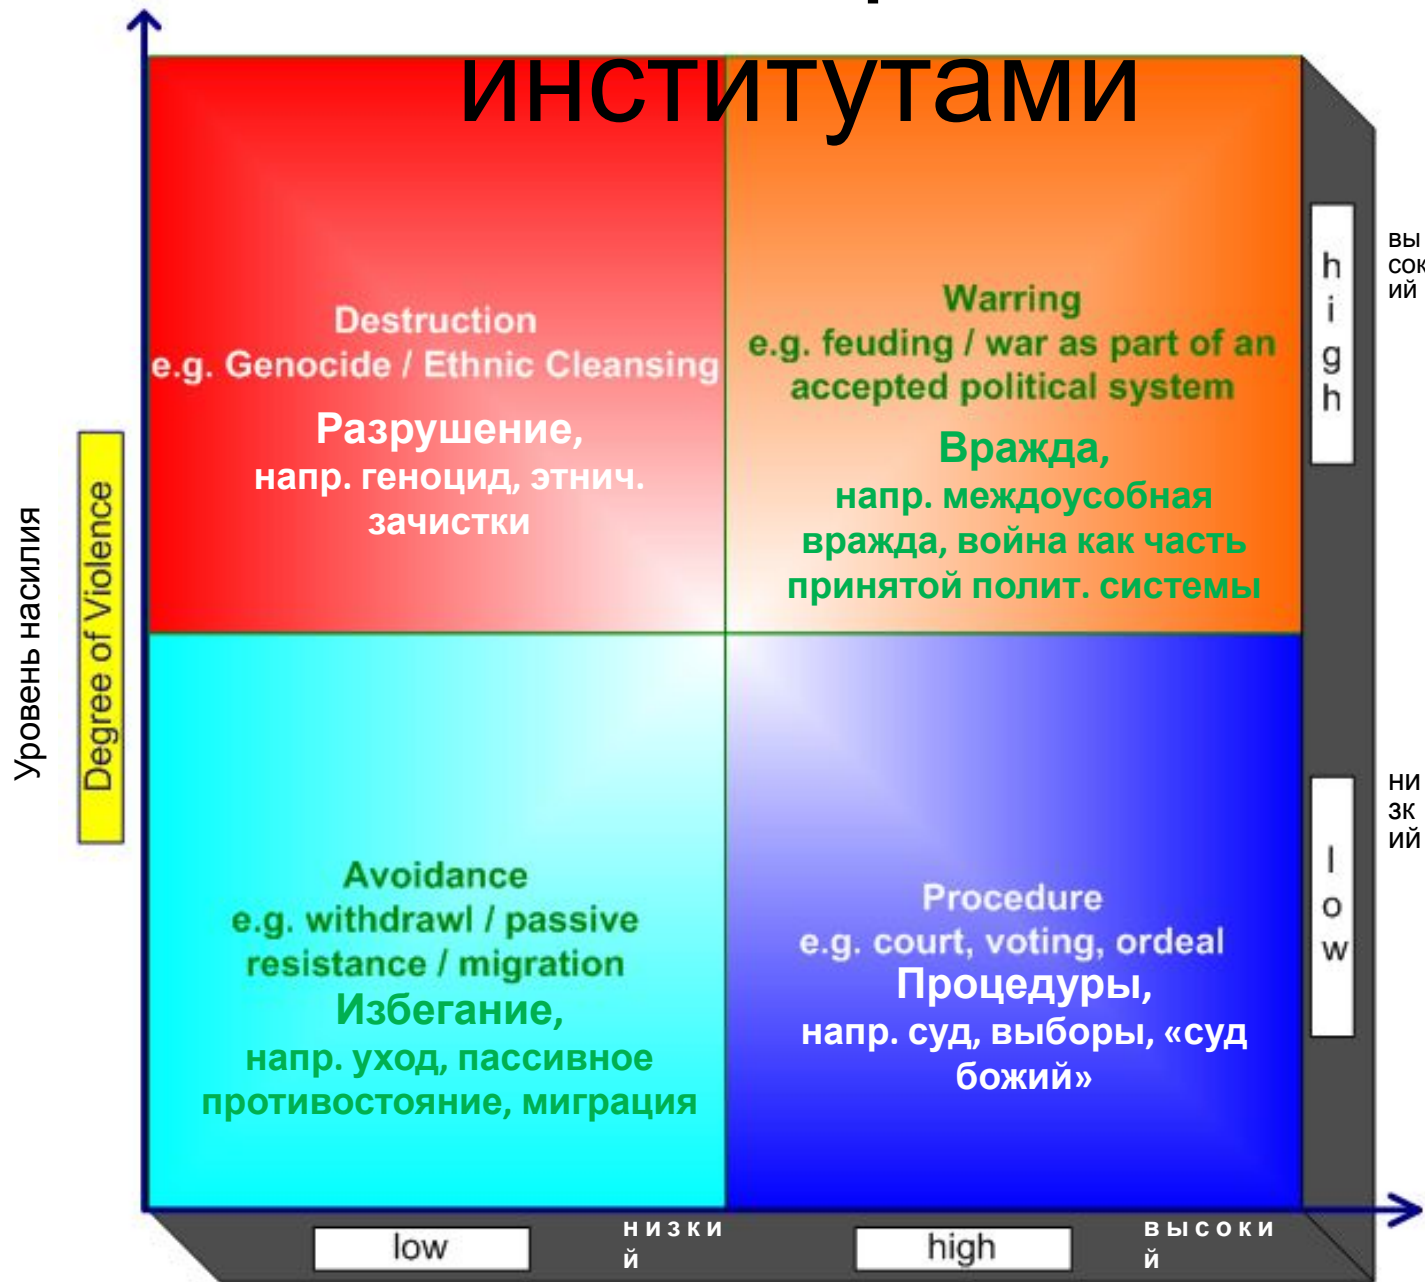 институтами
Destruction
e.g. Genocide / Ethnic Cleansing
Разрушение,
напр. геноцид, этнич.
зачистки
Warring
e.g. feuding / war as part of an
accepted political system
Вражда,
напр. междоусобная
вражда, война как часть
принятой полит. системы
high
вы
сок
ий
Уровень насилия
Degree of Violence
Avoidance
e.g. withdrawl / passive
resistance / migration
Избегание,
напр. уход, пассивное
противостояние, миграция
Procedure
e.g. court, voting, ordeal
Процедуры,
напр. суд, выборы, «суд
божий»
low
ни
зк
ий
low
низки
й
high
высоки
й